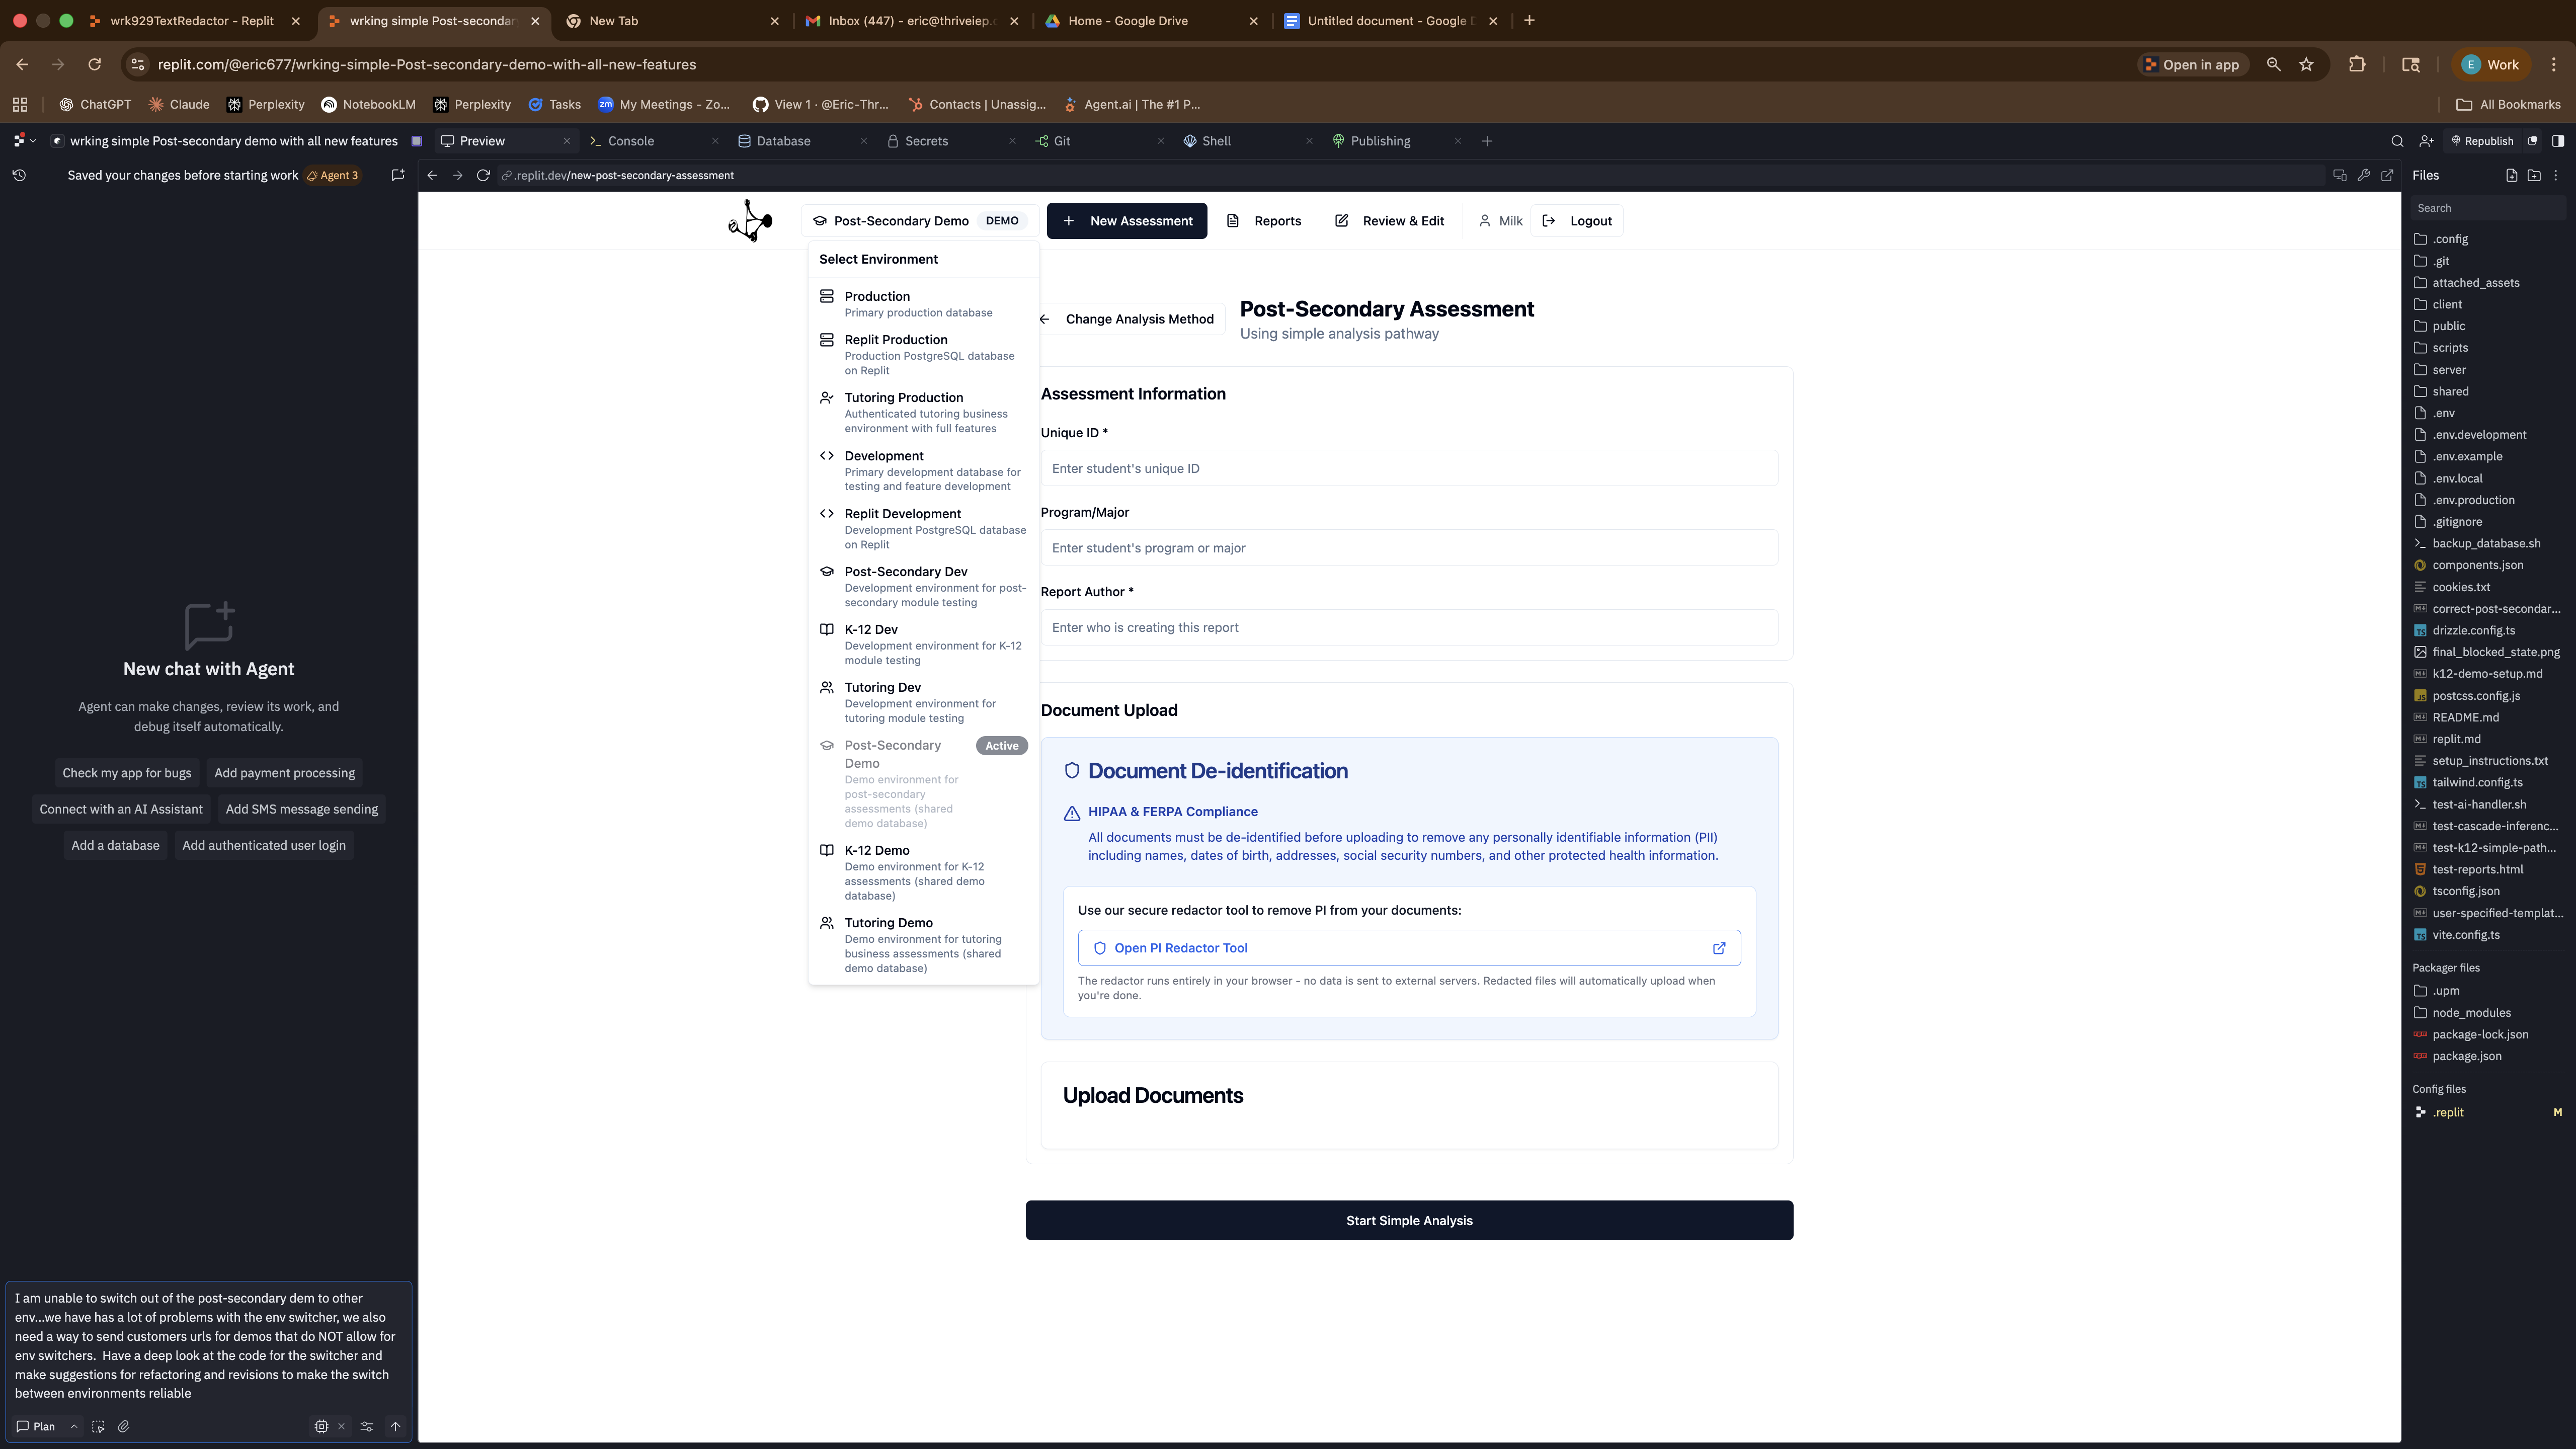 wrk929TextRedactor - Replit
wrking simple Post-secondar
New Tab
Inbox (447) - eric@thriveiep.c
Home - Google Drive
Untitled document - Google D
replit.com/@eric677/wrking-simple-Post-secondary-demo-with-all-new-features
Open in app
E Work
ChatGPT
Claude
Perplexity
NotebookLM
Perplexity
Tasks
zm My Meetings - Zo...
View 1 · @Eric-Thr...
Contacts | Unassig...
Agent.ai | The #1 P...
All Bookmarks
wrking simple Post-secondary demo with all new features
Preview
Console
Database
Secrets
Git
Shell
Publishing
Republish
Saved your changes before starting work
Agent 3
.replit.dev/new-post-secondary-assessment
New chat with Agent
Agent can make changes, review its work, and
debug itself automatically.
Check my app for bugs
Add payment processing
Connect with an AI Assistant
Add SMS message sending
Add a database
Add authenticated user login
I am unable to switch out of the post-secondary dem to other
env...we have has a lot of problems with the env switcher, we also
need a way to send customers urls for demos that do NOT allow for
env switchers. Have a deep look at the code for the switcher and
make suggestions for refactoring and revisions to make the switch
between environments reliable
Plan
Post-Secondary Demo
DEMO
New Assessment
Reports
Review & Edit
Milk
Logout
Select Environment
Production
Primary production database
Replit Production
Production PostgreSQL database
on Replit
Tutoring Production
Authenticated tutoring business
environment with full features
Development
Primary development database for
testing and feature development
Replit Development
Development PostgreSQL database
on Replit
Post-Secondary Dev
Development environment for post-
secondary module testing
K-12 Dev
Development environment for K-12
module testing
Tutoring Dev
Development environment for
tutoring module testing
Post-Secondary
Demo
Active
Demo environment for
post-secondary
assessments (shared
demo database)
K-12 Demo
Demo environment for K-12
assessments (shared demo
database)
Tutoring Demo
Demo environment for tutoring
business assessments (shared
demo database)
Change Analysis Method
Post-Secondary Assessment
Using simple analysis pathway
Assessment Information
Unique ID *
Enter student's unique ID
Program/Major
Enter student's program or major
Report Author *
Enter who is creating this report
Document Upload
Document De-identification
HIPAA & FERPA Compliance
All documents must be de-identified before uploading to remove any personally identifiable information (PII)
including names, dates of birth, addresses, social security numbers, and other protected health information.
Use our secure redactor tool to remove PI from your documents:
Open PI Redactor Tool
The redactor runs entirely in your browser - no data is sent to external servers. Redacted files will automatically upload when
you're done.
Upload Documents
Start Simple Analysis
Files
Search
.config
.git
attached_assets
client
public
scripts
server
shared
.env
.env.development
.env.example
.env.local
.env.production
.gitignore
backup_database.sh
components.json
cookies.txt
correct-post-secondar...
drizzle.config.ts
final_blocked_state.png
k12-demo-setup.md
postcss.config.js
README.md
replit.md
setup_instructions.txt
tailwind.config.ts
test-ai-handler.sh
test-cascade-inferenc...
test-k12-simple-path...
test-reports.html
tsconfig.json
user-specified-templat...
vite.config.ts
Packager files
.upm
node_modules
package-lock.json
package.json
Config files
.replit
M